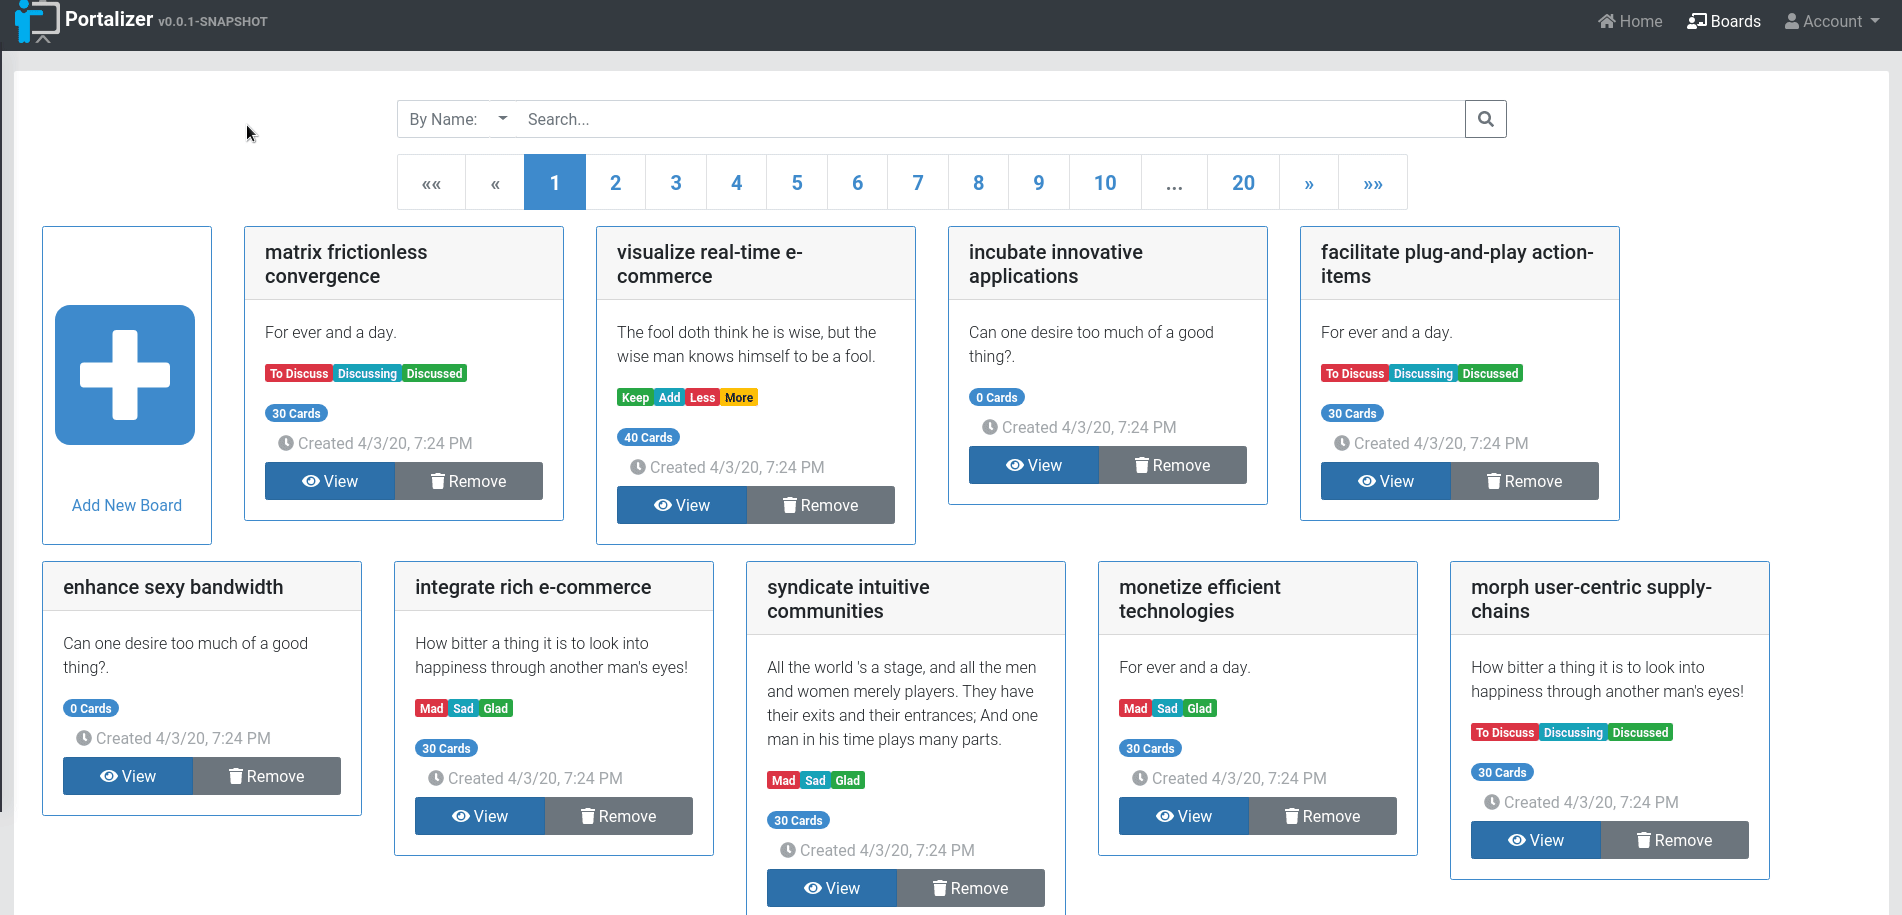 Portalizer v0.0.1-SNAPSHOT
Home Boards Account
By Name: Search...
«« « 1 2 3 4 5 6 7 8 9 10 ... 20 » »»
Add New Board
matrix frictionless
convergence
For ever and a day.
To Discuss Discussing Discussed
30 Cards
Created 4/3/20, 7:24 PM
View Remove
visualize real-time e-
commerce
The fool doth think he is wise, but the
wise man knows himself to be a fool.
Keep Add Less More
40 Cards
Created 4/3/20, 7:24 PM
View Remove
incubate innovative
applications
Can one desire too much of a good
thing?.
0 Cards
Created 4/3/20, 7:24 PM
View Remove
facilitate plug-and-play action-
items
For ever and a day.
To Discuss Discussing Discussed
30 Cards
Created 4/3/20, 7:24 PM
View Remove
enhance sexy bandwidth
Can one desire too much of a good
thing?.
0 Cards
Created 4/3/20, 7:24 PM
View Remove
integrate rich e-commerce
How bitter a thing it is to look into
happiness through another man's eyes!
Mad Sad Glad
30 Cards
Created 4/3/20, 7:24 PM
View Remove
syndicate intuitive
communities
All the world 's a stage, and all the men
and women merely players. They have
their exits and their entrances; And one
man in his time plays many parts.
Mad Sad Glad
30 Cards
Created 4/3/20, 7:24 PM
View Remove
monetize efficient
technologies
For ever and a day.
Mad Sad Glad
30 Cards
Created 4/3/20, 7:24 PM
View Remove
morph user-centric supply-
chains
How bitter a thing it is to look into
happiness through another man's eyes!
To Discuss Discussing Discussed
30 Cards
Created 4/3/20, 7:24 PM
View Remove